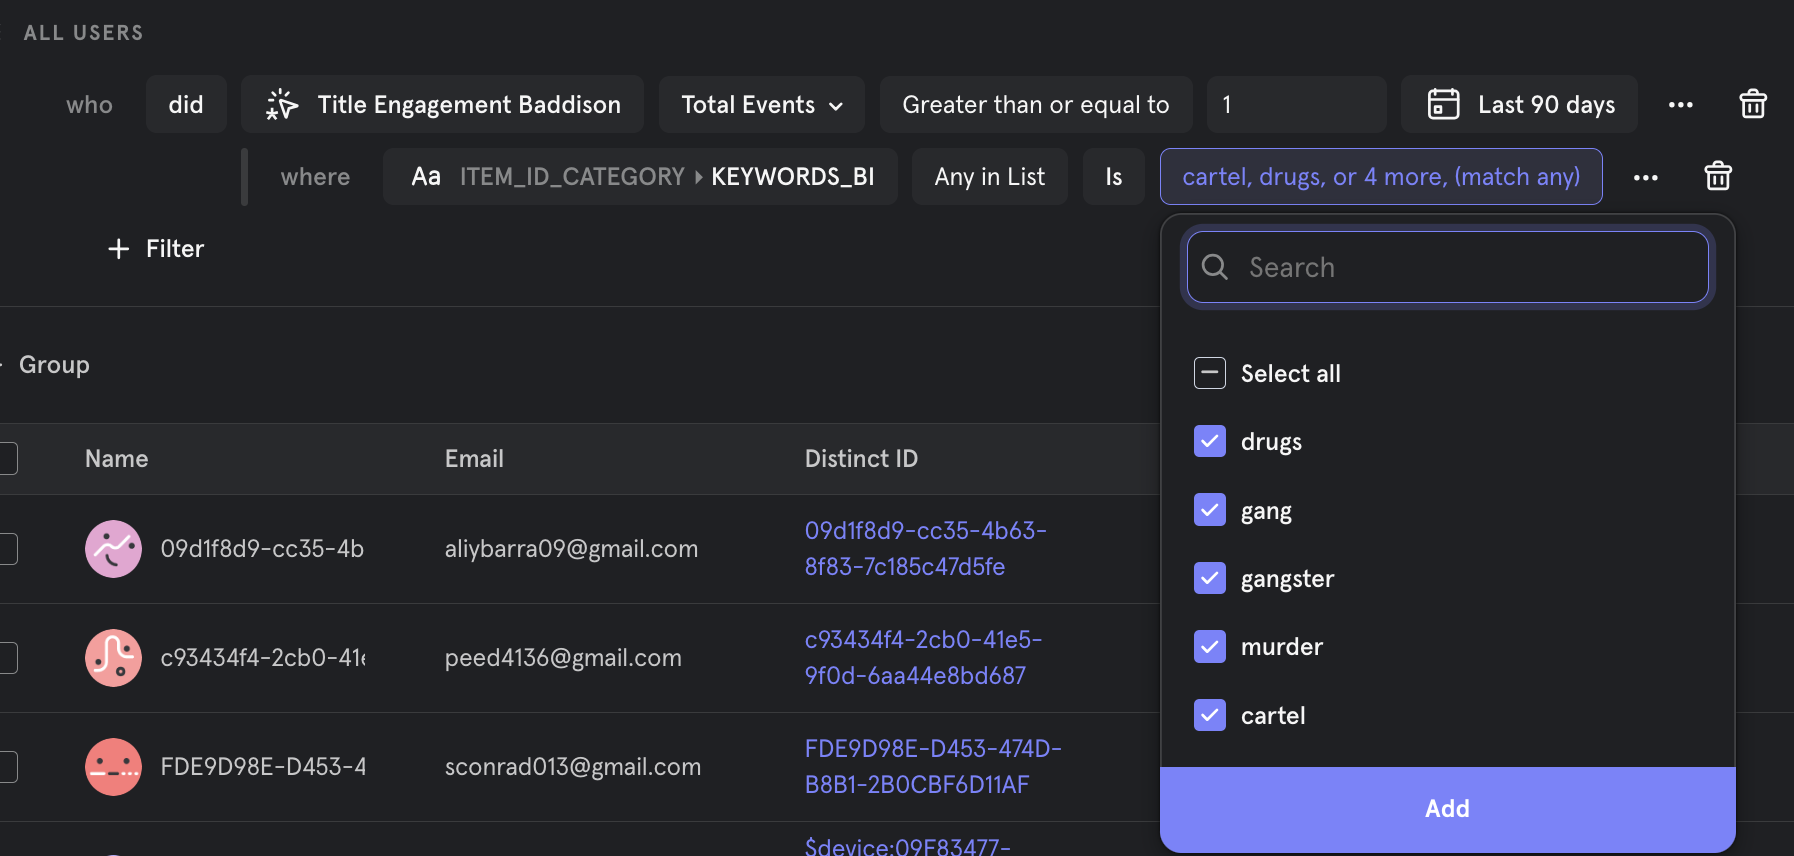 ALL USERS
who did Title Engagement Baddison Total Events Greater than or equal to 1 Last 90 days
where Aa ITEM_ID_CATEGORY KEYWORDS_BI Any in List Is cartel, drugs, or 4 more, (match any)
Filter
Search
Group
Select all
drugs
gang
gangster
murder
cartel
Add
Name Email Distinct ID
09d1f8d9-cc35-4b aliybarra09@gmail.com 09d1f8d9-cc35-4b63-
8f83-7c185c47d5fe
c93434f4-2cb0-41e peed4136@gmail.com c93434f4-2cb0-41e5-
9f0d-6aa44e8bd687
FDE9D98E-D453-4 sconrad013@gmail.com FDE9D98E-D453-474D-
B8B1-2B0CBF6D11AF
$device:09F83477-